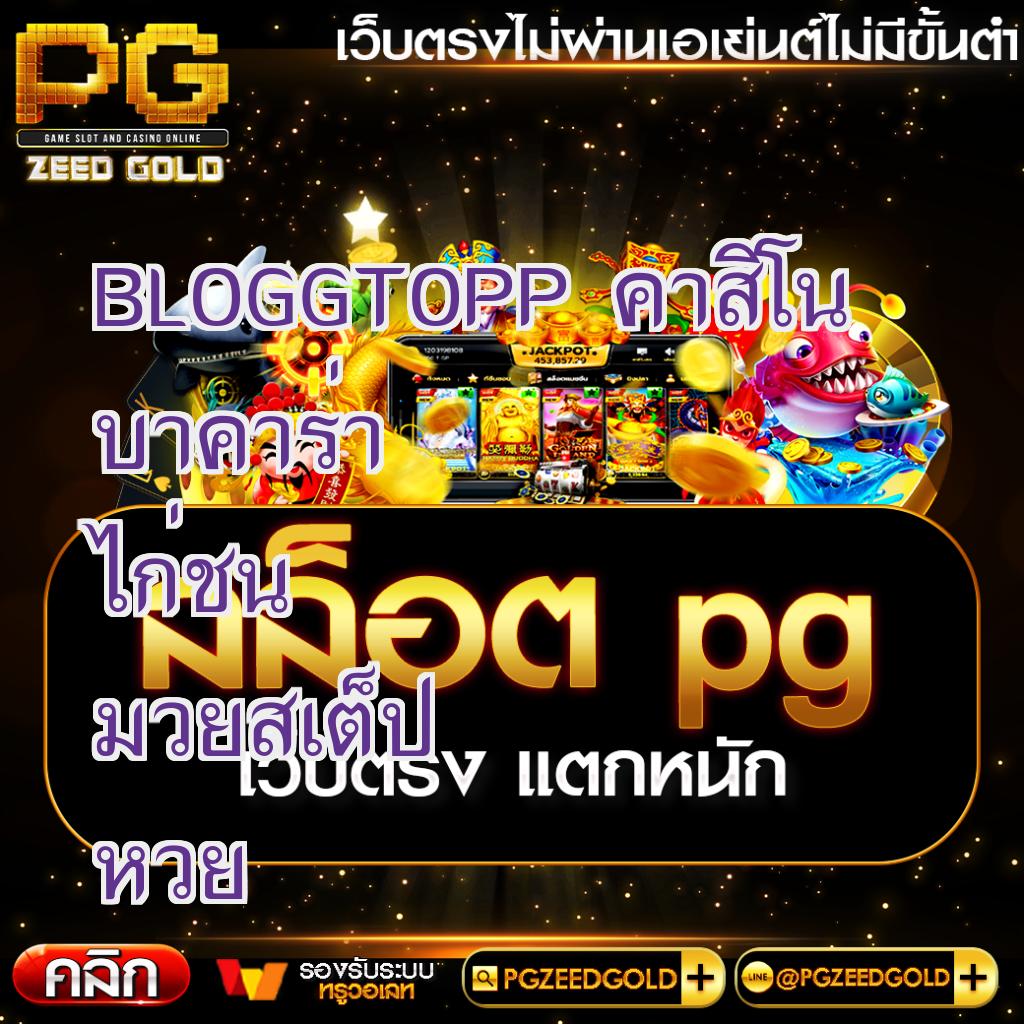 PG
เว็บตรงไม่ผ่านเอเย่นต์ไม่มีขั้นต่ำ
GAME SLOT AND CASINO ONLINE
ZEED GOLD
BLOGGTOPP คาสิโน
JACKPOT
453,857.79
1203198108
บาคาร่า
ไก่ชน
สล็อต pg
มวยสเต็ป
เว็บตรง แตกหนัก
หวย
คลิก
รองรับระบบ
ทรูวอเลท
PGZEEDGOLD +
LINE @PGZEEDGOLD +